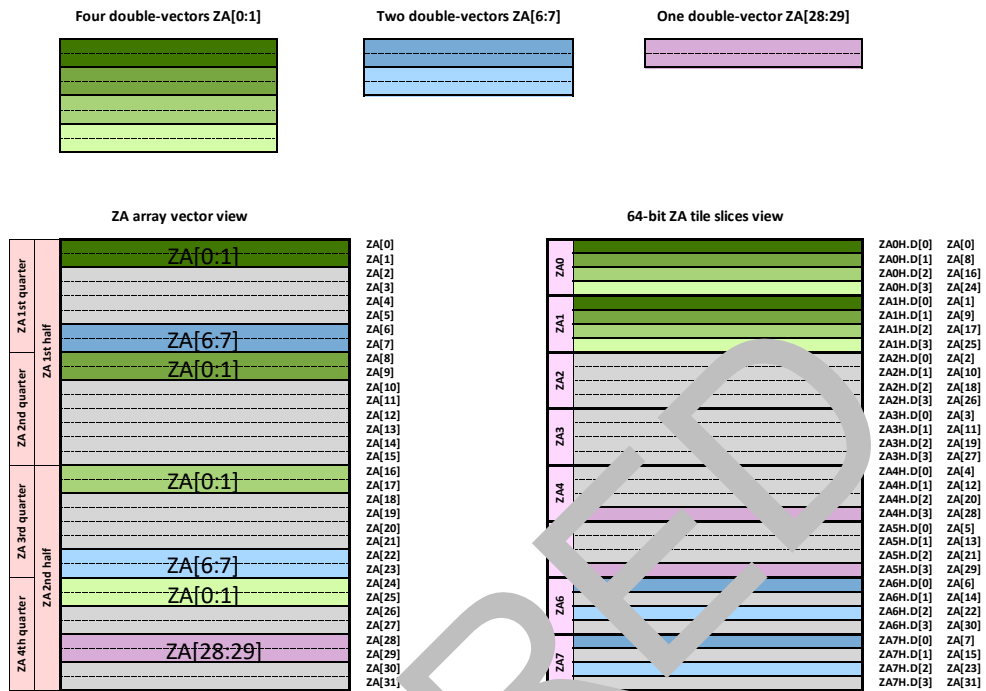 Four double-vectors ZA[0:1]
Two double-vectors ZA[6:7]
One double-vector ZA[28:29]
ZA array vector view
ZA 1st quarter
ZA 2nd quarter
ZA 3rd quarter
ZA 4th quarter
ZA 1st half
ZA 2nd half
ZA[0:1]
ZA[6:7]
ZA[0:1]
ZA[0:1]
ZA[6:7]
ZA[0:1]
ZA[28:29]
ZA[0]
ZA[1]
ZA[2]
ZA[3]
ZA[4]
ZA[5]
ZA[6]
ZA[7]
ZA[8]
ZA[9]
ZA[10]
ZA[11]
ZA[12]
ZA[13]
ZA[14]
ZA[15]
ZA[16]
ZA[17]
ZA[18]
ZA[19]
ZA[20]
ZA[21]
ZA[22]
ZA[23]
ZA[24]
ZA[25]
ZA[26]
ZA[27]
ZA[28]
ZA[29]
ZA[30]
ZA[31]
64-bit ZA tile slices view
ZA0
ZA1
ZA2
ZA3
ZA4
ZA6
ZA7
ZA0H.D[0] ZA[0]
ZA0H.D[1] ZA[8]
ZA0H.D[2] ZA[16]
ZA0H.D[3] ZA[24]
ZA1H.D[0] ZA[1]
ZA1H.D[1] ZA[9]
ZA1H.D[2] ZA[17]
ZA1H.D[3] ZA[25]
ZA2H.D[0] ZA[2]
ZA2H.D[1] ZA[10]
ZA2H.D[2] ZA[18]
ZA2H.D[3] ZA[26]
ZA3H.D[0] ZA[3]
ZA3H.D[1] ZA[11]
ZA3H.D[2] ZA[19]
ZA3H.D[3] ZA[27]
ZA4H.D[0] ZA[4]
ZA4H.D[1] ZA[12]
ZA4H.D[2] ZA[20]
ZA4H.D[3] ZA[28]
ZA5H.D[0] ZA[5]
ZA5H.D[1] ZA[13]
ZA5H.D[2] ZA[21]
ZA5H.D[3] ZA[29]
ZA6H.D[0] ZA[6]
ZA6H.D[1] ZA[14]
ZA6H.D[2] ZA[22]
ZA6H.D[3] ZA[30]
ZA7H.D[0] ZA[7]
ZA7H.D[1] ZA[15]
ZA7H.D[2] ZA[23]
ZA7H.D[3] ZA[31]